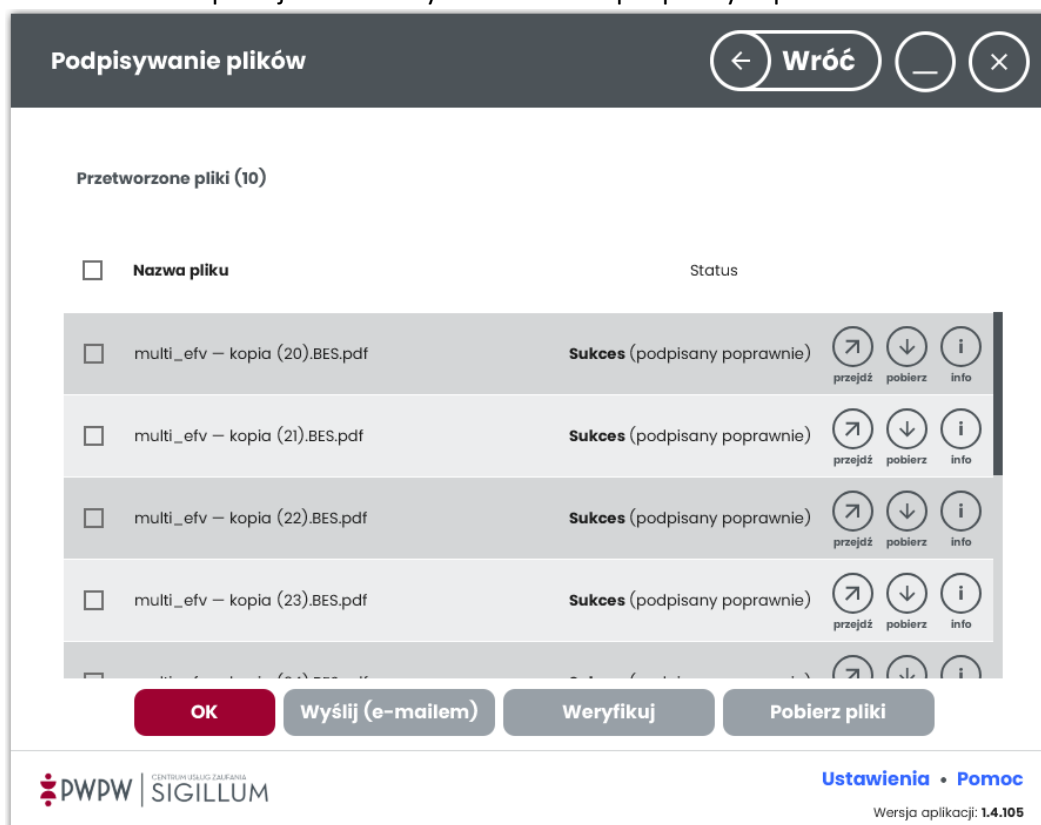 Podpisywanie plików
Wróć
Przetworzone pliki (10)
Nazwa pliku Status
multi_efv — kopia (20).BES.pdf Sukces (podpisany poprawnie) przejdź pobierz info
multi_efv — kopia (21).BES.pdf Sukces (podpisany poprawnie) przejdź pobierz info
multi_efv — kopia (22).BES.pdf Sukces (podpisany poprawnie) przejdź pobierz info
multi_efv — kopia (23).BES.pdf Sukces (podpisany poprawnie) przejdź pobierz info
OK Wyślij (e-mailem) Weryfikuj Pobierz pliki
PWPW CENTRUM USŁUG ZAUFANIA
SIGILLUM
Ustawienia • Pomoc
Wersja aplikacji: 1.4.105